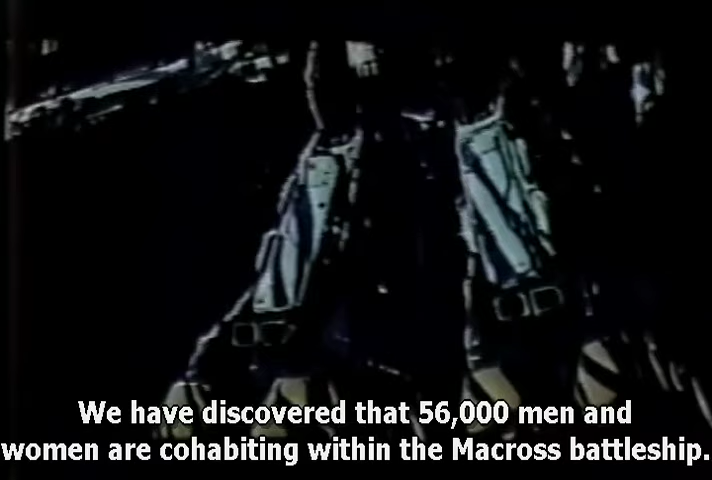 We have discovered that 56,000 men and
women are cohabiting within the Macross battleship.